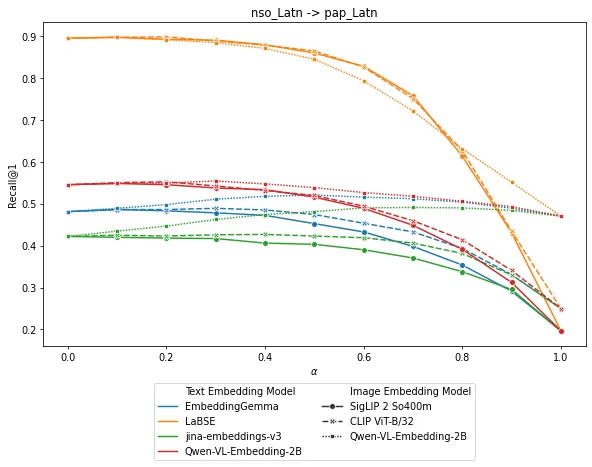 nso_Latn -> pap_Latn
0.9
0.8
0.7
0.6
0.5
0.4
0.3
0.2
Recall@1
0.0 0.2 0.4 0.6 0.8 1.0
α
Text Embedding Model
EmbeddingGemma
LaBSE
jina-embeddings-v3
Qwen-VL-Embedding-2B
Image Embedding Model
SigLIP 2 So400m
CLIP ViT-B/32
Qwen-VL-Embedding-2B